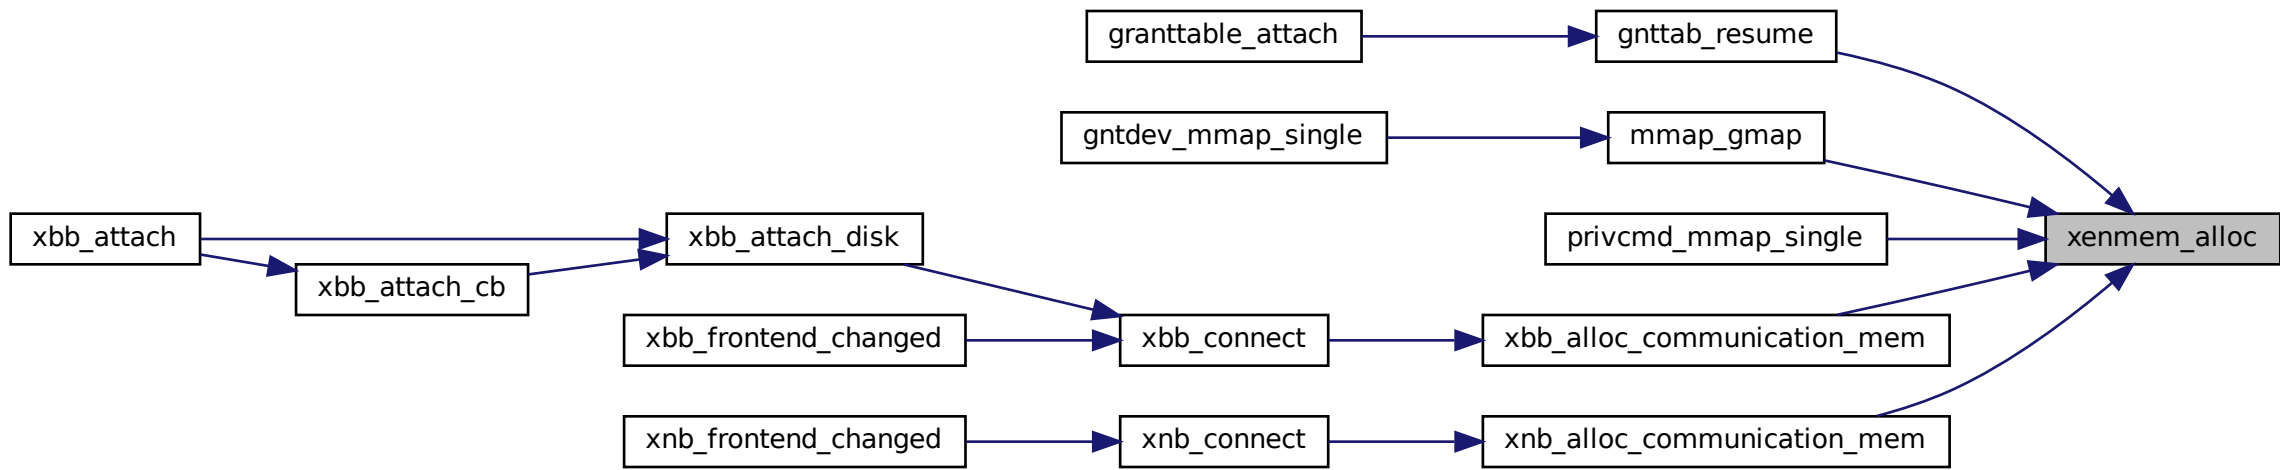 granttable_attach
gnttab_resume
gntdev_mmap_single
mmap_gmap
xbb_attach
xbb_attach_disk
privcmd_mmap_single
xenmem_alloc
xbb_attach_cb
xbb_frontend_changed
xbb_connect
xbb_alloc_communication_mem
xnb_frontend_changed
xnb_connect
xnb_alloc_communication_mem